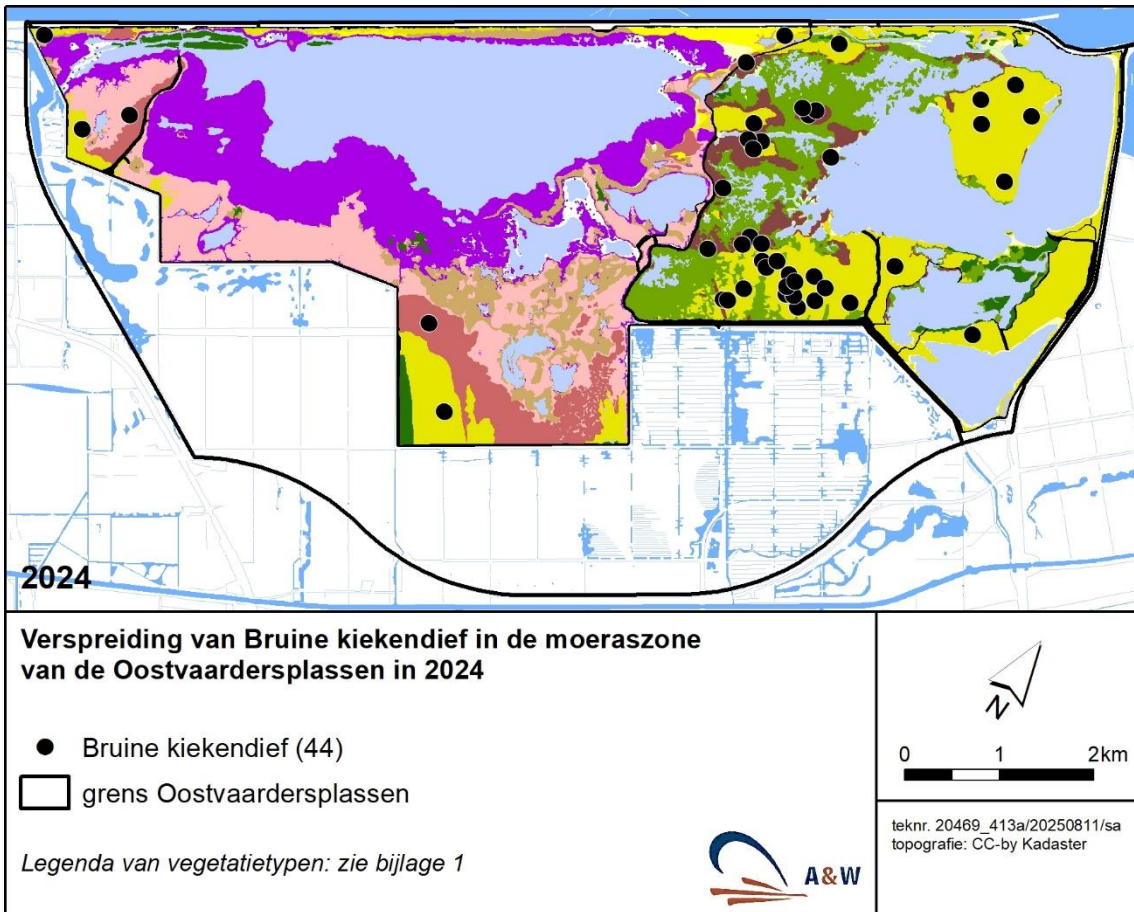 2024
Verspreiding van Bruine kiekendief in de moeraszone
van de Oostvaardersplassen in 2024
Bruine kiekendief (44)
grens Oostvaardersplassen
Legenda van vegetatietypen: zie bijlage 1
A&W
N
0 1 2km
teknr. 20469_413a/20250811/sa
topografie: CC-by Kadaster